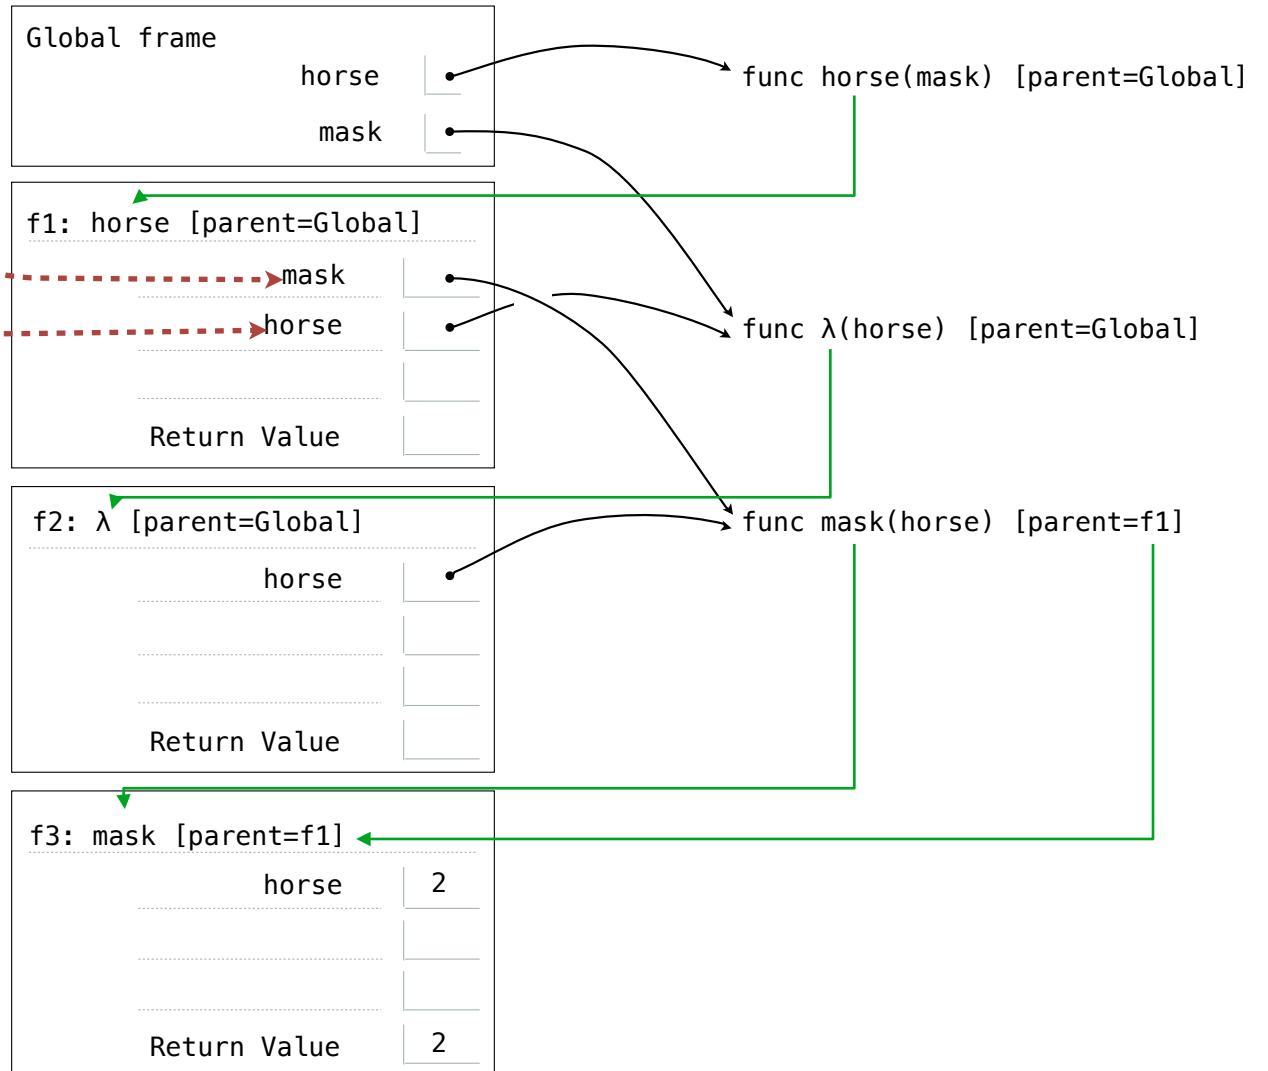 Global frame
horse
func horse(mask) [parent=Global]
mask
f1: horse [parent=Global]
mask
horse
func λ(horse) [parent=Global]
Return Value
f2: λ [parent=Global]
func mask(horse) [parent=f1]
horse
Return Value
f3: mask [parent=f1]
horse 2
Return Value 2